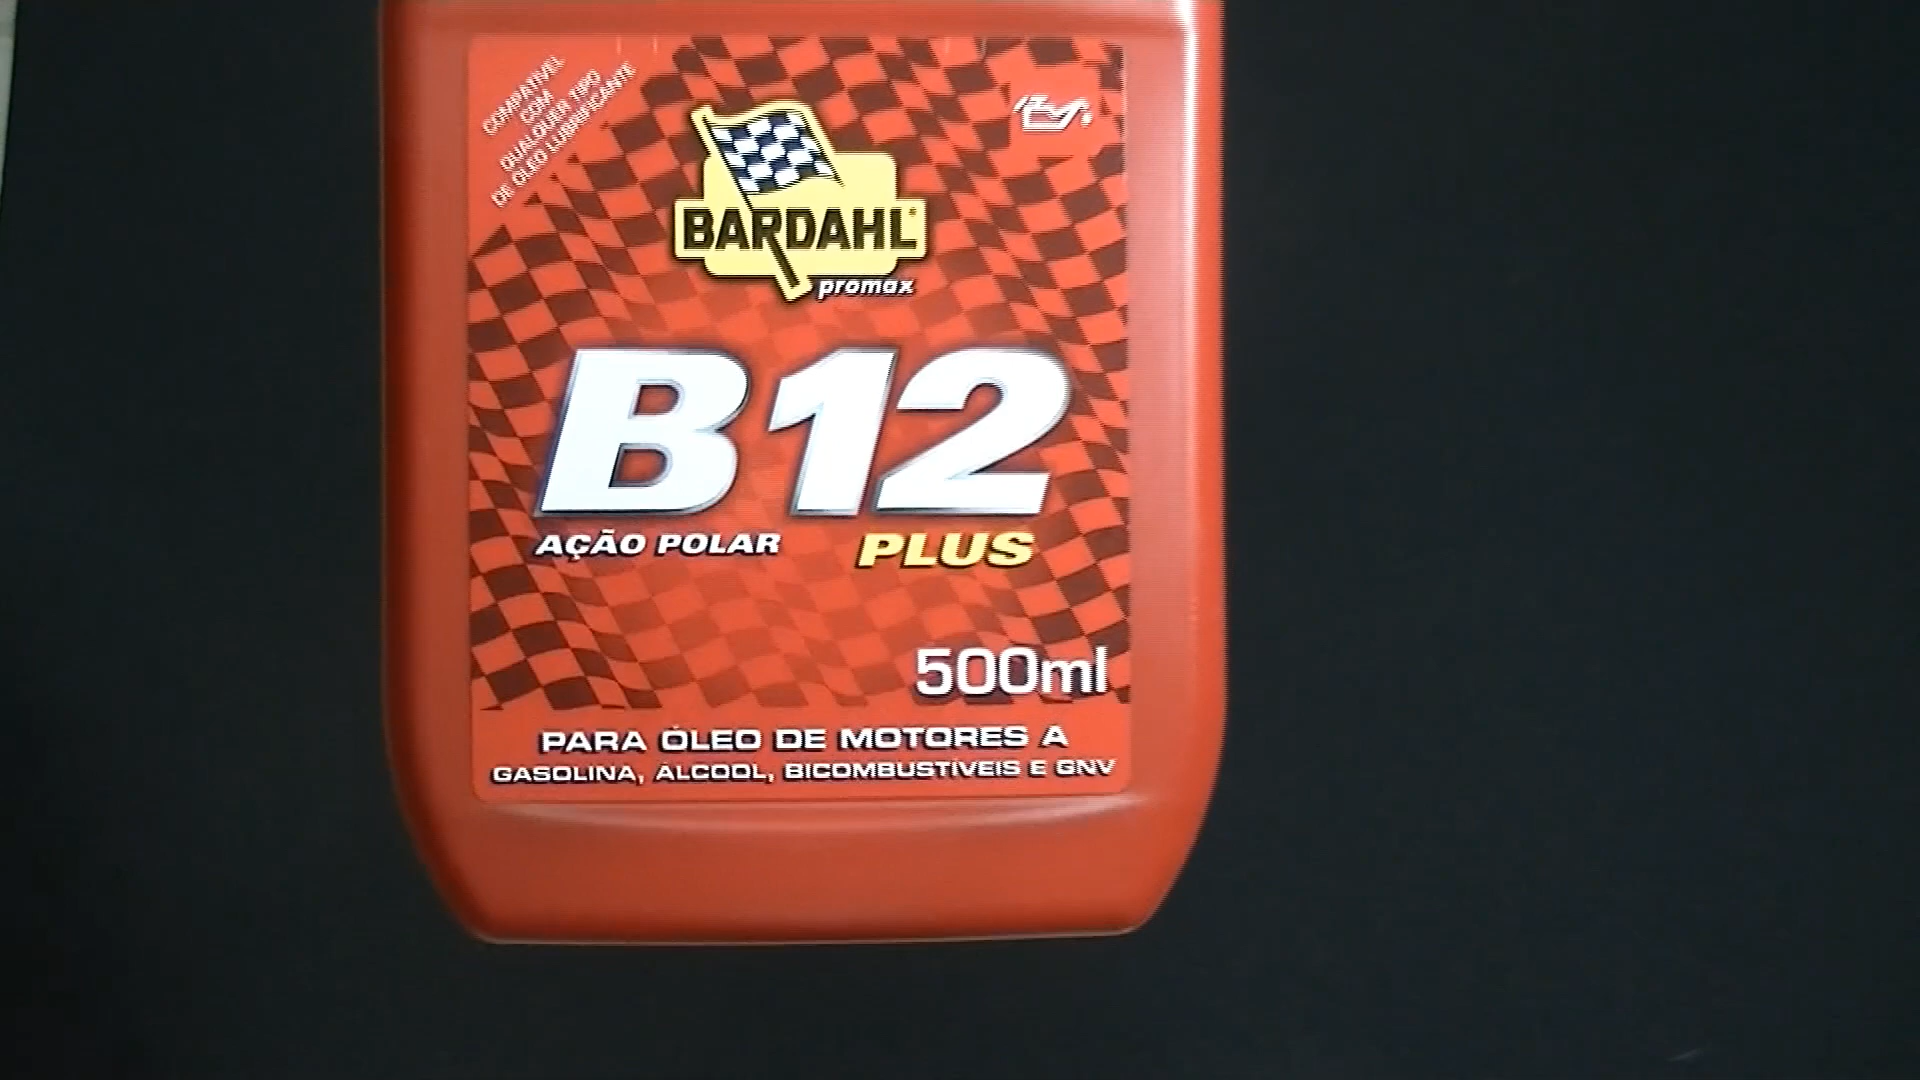 COMPATÍVEL
COM
QUALQUER TIPO
DE ÓLEO LUBRIFICANTE
BARDAHL
promax
B12
AÇÃO POLAR PLUS
500ml
PARA ÓLEO DE MOTORES A
GASOLINA, ÁLCOOL, BICOMBUSTÍVEIS E GNV